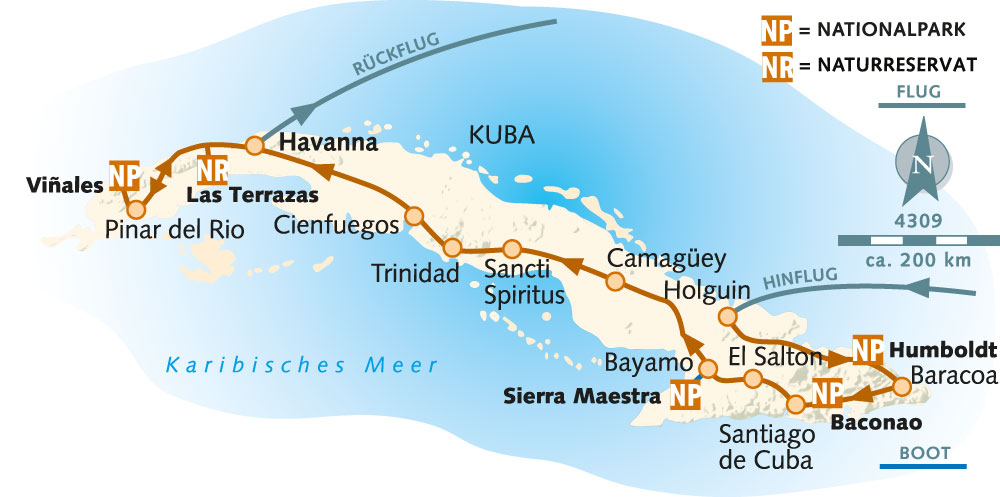 NP = NATIONALPARK
NR = NATURRESERVAT
FLUG
N
4309
ca. 200 km
RÜCKFLUG
KUBA
Havanna
Viñales
NP
NR
Las Terrazas
Pinar del Rio
Cienfuegos
Trinidad
Sancti
Spiritus
Camagüey
Holguin
HINFLUG
Karibisches Meer
Bayamo
El Salton
NP
Humboldt
Baracoa
Sierra Maestra
NP
NP
Baconao
Santiago
de Cuba
BOOT